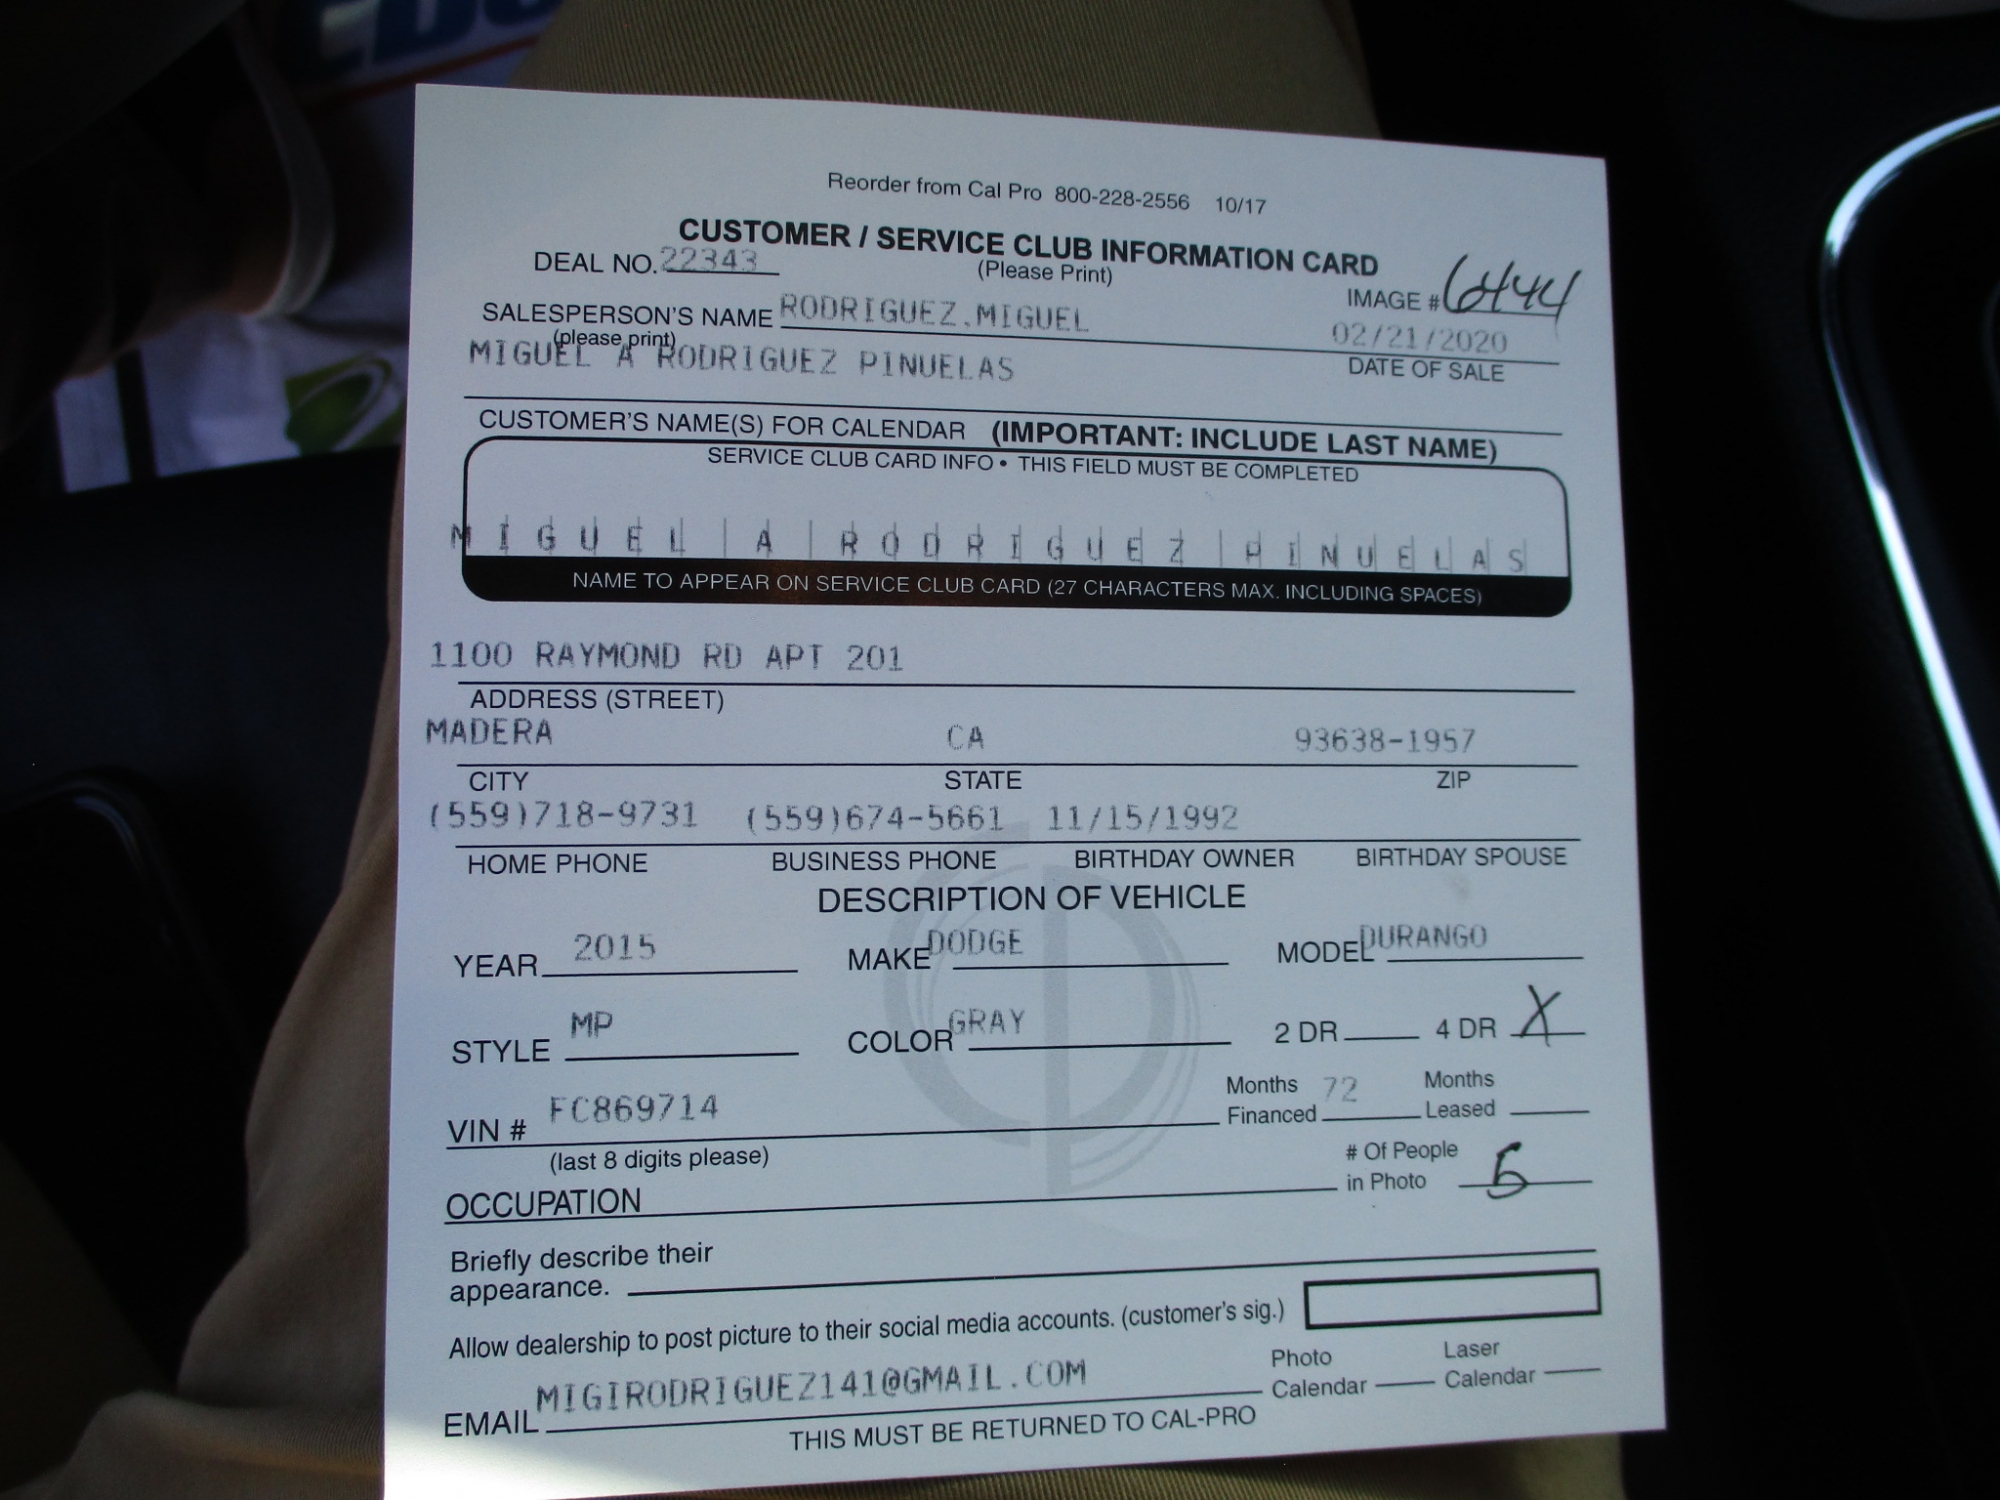 Reorder from Cal Pro 800-228-2556 10/17
CUSTOMER / SERVICE CLUB INFORMATION CARD
DEAL NO. 22343 (Please Print)
IMAGE # 6444
SALESPERSON'S NAME RODRIGUEZ,MIGUEL 02/21/2020
(please print) DATE OF SALE
MIGUEL A RODRIGUEZ PINUELAS
CUSTOMER'S NAME(S) FOR CALENDAR (IMPORTANT: INCLUDE LAST NAME)
SERVICE CLUB CARD INFO • THIS FIELD MUST BE COMPLETED
MIGUEL A RODRIGUEZ PINUELAS
NAME TO APPEAR ON SERVICE CLUB CARD (27 CHARACTERS MAX. INCLUDING SPACES)
1100 RAYMOND RD APT 201
ADDRESS (STREET)
MADERA CA 93638-1957
CITY STATE ZIP
(559)718-9731 (559)674-5661 11/15/1992
HOME PHONE BUSINESS PHONE BIRTHDAY OWNER BIRTHDAY SPOUSE
DESCRIPTION OF VEHICLE
YEAR 2015 MAKE DODGE MODEL DURANGO
STYLE MP COLOR GRAY 2 DR 4 DR X
VIN # FC869714 Months Financed 72 Months Leased
(last 8 digits please)
OCCUPATION # Of People in Photo 5
Briefly describe their
appearance.
Allow dealership to post picture to their social media accounts. (customer's sig.)
EMAIL MIGIRODRIGUEZ141@GMAIL.COM Photo Calendar Laser Calendar
THIS MUST BE RETURNED TO CAL-PRO